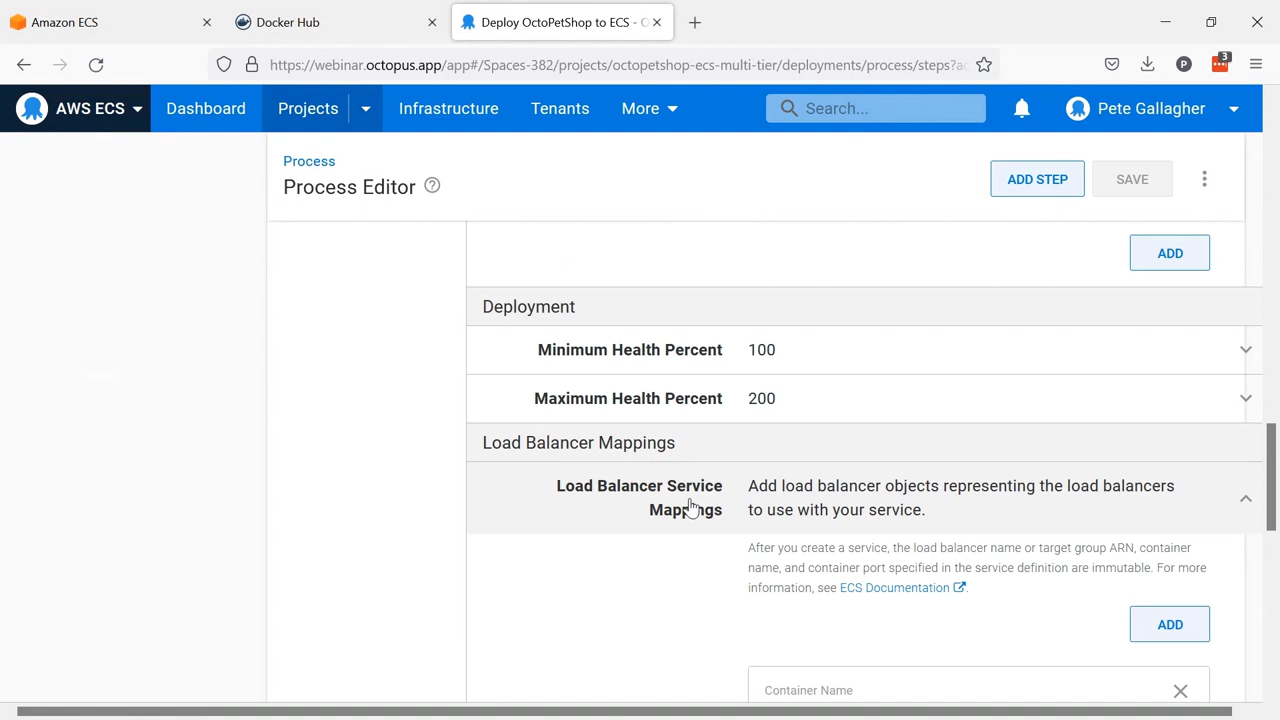 Amazon ECS
Docker Hub
Deploy OctoPetShop to ECS - O
https://webinar.octopus.app/app#/Spaces-382/projects/octopetshop-ecs-multi-tier/deployments/process/steps?ac
3
P
AWS ECS
Dashboard
Projects
Infrastructure
Tenants
More
Search...
Pete Gallagher
Process
Process Editor
?
ADD STEP
SAVE
ADD
Deployment
Minimum Health Percent 100
Maximum Health Percent 200
Load Balancer Mappings
Load Balancer Service
Mappings
Add load balancer objects representing the load balancers
to use with your service.
After you create a service, the load balancer name or target group ARN, container
name, and container port specified in the service definition are immutable. For more
information, see ECS Documentation.
ADD
Container Name